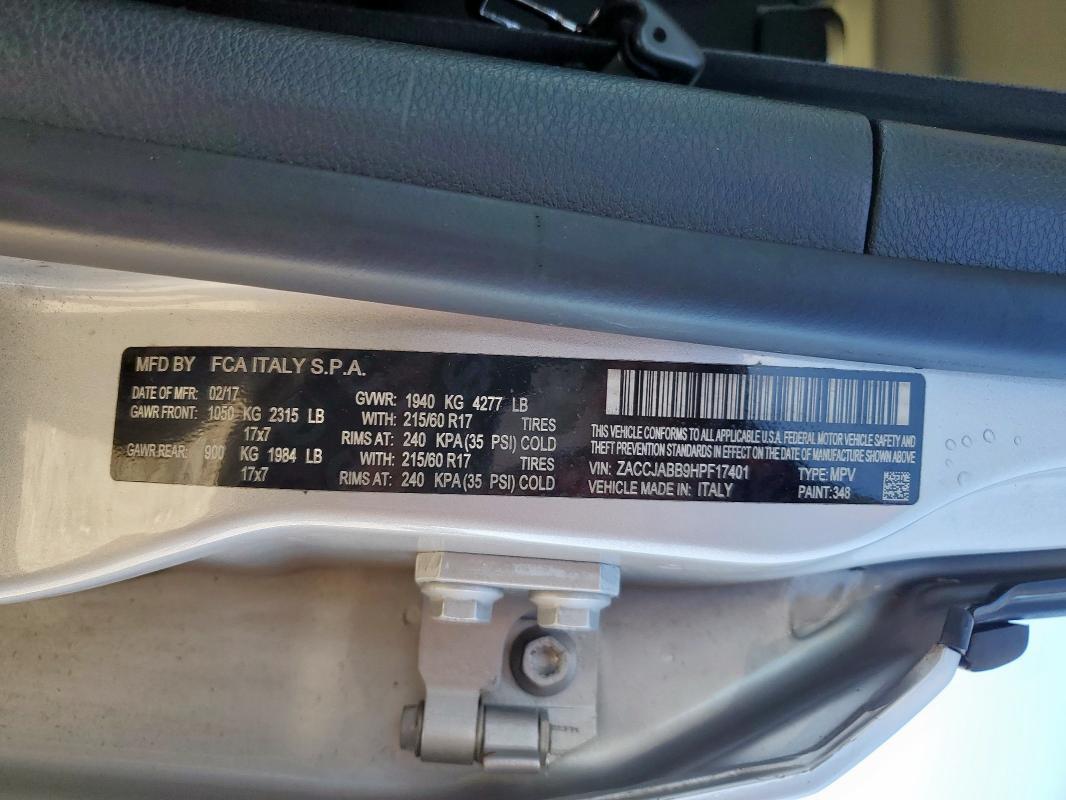 MFD BY FCA ITALY S.P.A.
DATE OF MFR: 02/17
GAWR FRONT: 1050 KG 2315 LB
17x7
GAWR REAR: 900 KG 1984 LB
17x7
GVWR: 1940 KG 4277 LB
WITH: 215/60 R17 TIRES
RIMS AT: 240 KPA (35 PSI) COLD
WITH: 215/60 R17 TIRES
RIMS AT: 240 KPA (35 PSI) COLD
THIS VEHICLE CONFORMS TO ALL APPLICABLE U.S.A. FEDERAL MOTOR VEHICLE SAFETY AND
THEFT PREVENTION STANDARDS IN EFFECT ON THE DATE OF MANUFACTURE SHOWN ABOVE
VIN: ZACCJABB9HPF17401 TYPE: MPV
VEHICLE MADE IN: ITALY PAINT: 348